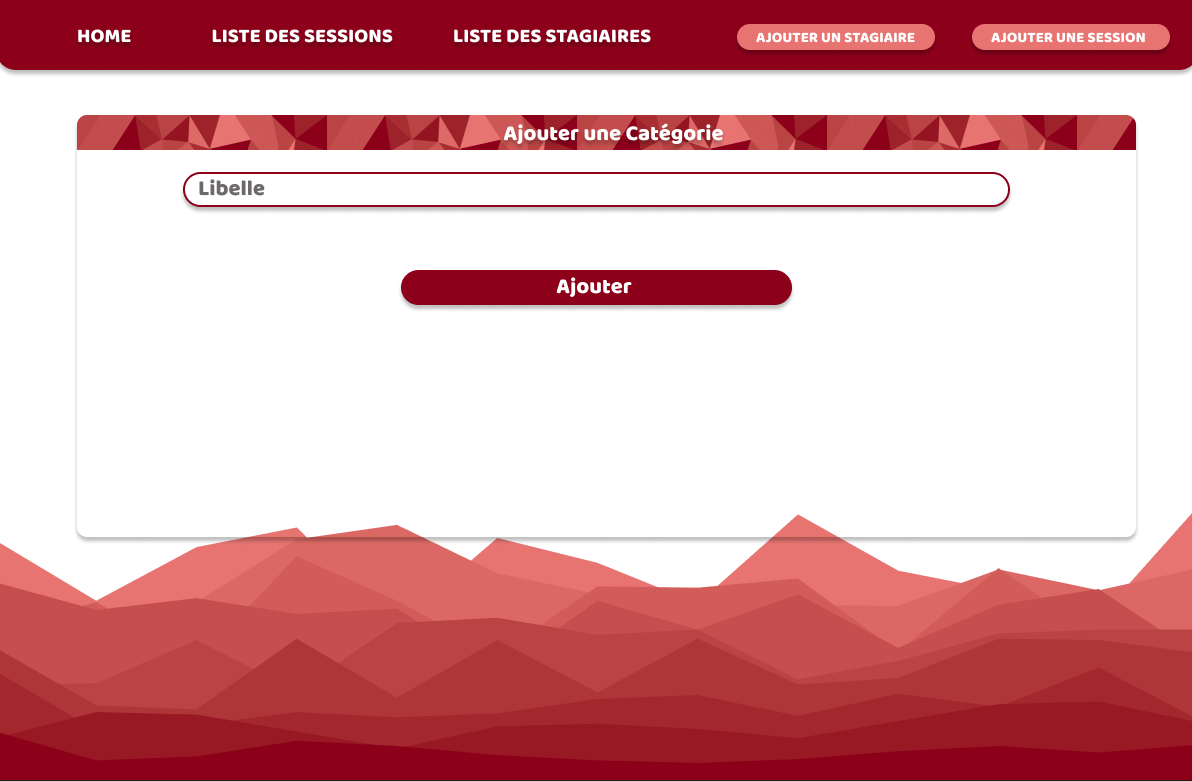 HOME
LISTE DES SESSIONS
LISTE DES STAGIAIRES
AJOUTER UN STAGIAIRE
AJOUTER UNE SESSION
Ajouter une Catégorie
Libelle
Ajouter